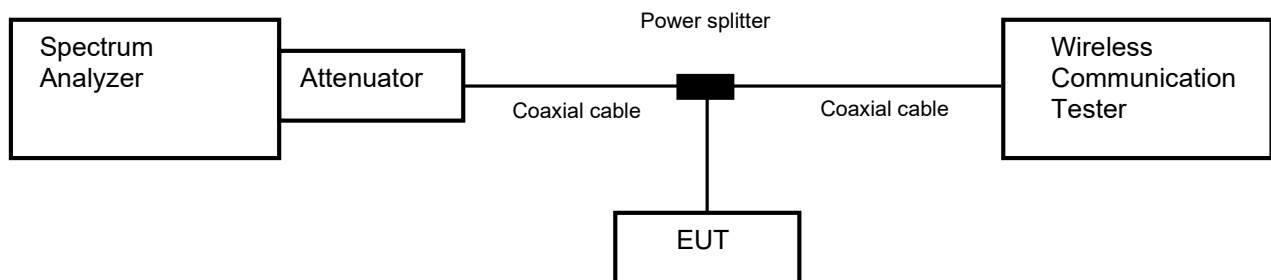 Power splitter
Spectrum
Analyzer
Attenuator
Wireless
Communication
Tester
Coaxial cable
Coaxial cable
EUT